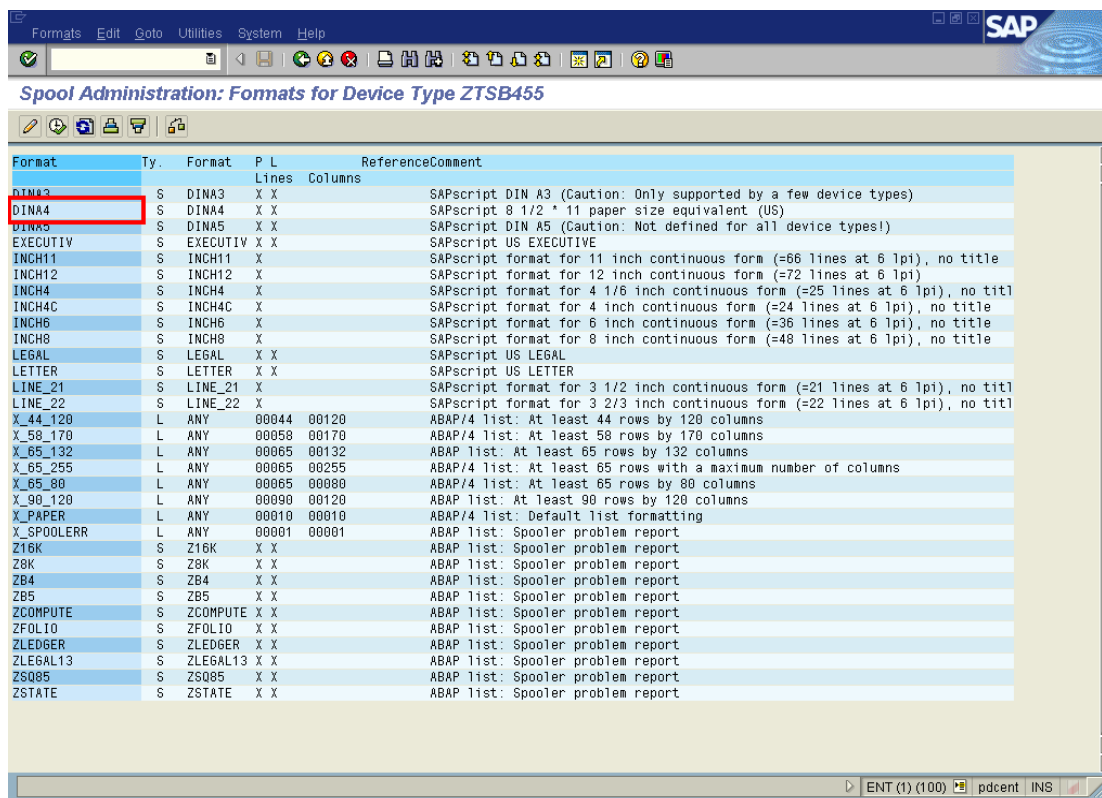 Formats Edit Goto Utilities System Help
SAP
Spool Administration: Formats for Device Type ZTSB455
Format Ty. Format P L ReferenceComment
Lines Columns
DINA3 S DINA3 X X SAPscript DIN A3 (Caution: Only supported by a few device types)
DINA4 S DINA4 X X SAPscript 8 1/2 * 11 paper size equivalent (US)
DINA5 S DINA5 X X SAPscript DIN A5 (Caution: Not defined for all device types!)
EXECUTIV S EXECUTIV X X SAPscript US EXECUTIVE
INCH11 S INCH11 X SAPscript format for 11 inch continuous form (=66 lines at 6 lpi), no title
INCH12 S INCH12 X SAPscript format for 12 inch continuous form (=72 lines at 6 lpi)
INCH4 S INCH4 X SAPscript format for 4 1/6 inch continuous form (=25 lines at 6 lpi), no titl
INCH4C S INCH4C X SAPscript format for 4 inch continuous form (=24 lines at 6 lpi), no title
INCH6 S INCH6 X SAPscript format for 6 inch continuous form (=36 lines at 6 lpi), no title
INCH8 S INCH8 X SAPscript format for 8 inch continuous form (=48 lines at 6 lpi), no title
LEGAL S LEGAL X X SAPscript US LEGAL
LETTER S LETTER X X SAPscript US LETTER
LINE_21 S LINE_21 X SAPscript format for 3 1/2 inch continuous form (=21 lines at 6 lpi), no titl
LINE_22 S LINE_22 X SAPscript format for 3 2/3 inch continuous form (=22 lines at 6 lpi), no titl
X_44_120 L ANY 00044 00120 ABAP/4 list: At least 44 rows by 120 columns
X_58_170 L ANY 00058 00170 ABAP/4 list: At least 58 rows by 170 columns
X_65_132 L ANY 00065 00132 ABAP list: At least 65 rows by 132 columns
X_65_255 L ANY 00065 00255 ABAP/4 list: At least 65 rows with a maximum number of columns
X_65_80 L ANY 00065 00080 ABAP/4 list: At least 65 rows by 80 columns
X_90_120 L ANY 00090 00120 ABAP list: At least 90 rows by 120 columns
X_PAPER L ANY 00010 00010 ABAP/4 list: Default list formatting
X_SPOOLERR L ANY 00001 00001 ABAP list: Spooler problem report
Z16K S Z16K X X ABAP list: Spooler problem report
Z8K S Z8K X X ABAP list: Spooler problem report
ZB4 S ZB4 X X ABAP list: Spooler problem report
ZB5 S ZB5 X X ABAP list: Spooler problem report
ZCOMPUTE S ZCOMPUTE X X ABAP list: Spooler problem report
ZFOLIO S ZFOLIO X X ABAP list: Spooler problem report
ZLEDGER S ZLEDGER X X ABAP list: Spooler problem report
ZLEGAL13 S ZLEGAL13 X X ABAP list: Spooler problem report
ZSQ85 S ZSQ85 X X ABAP list: Spooler problem report
ZSTATE S ZSTATE X X ABAP list: Spooler problem report
ENT (1) (100) pdcent INS